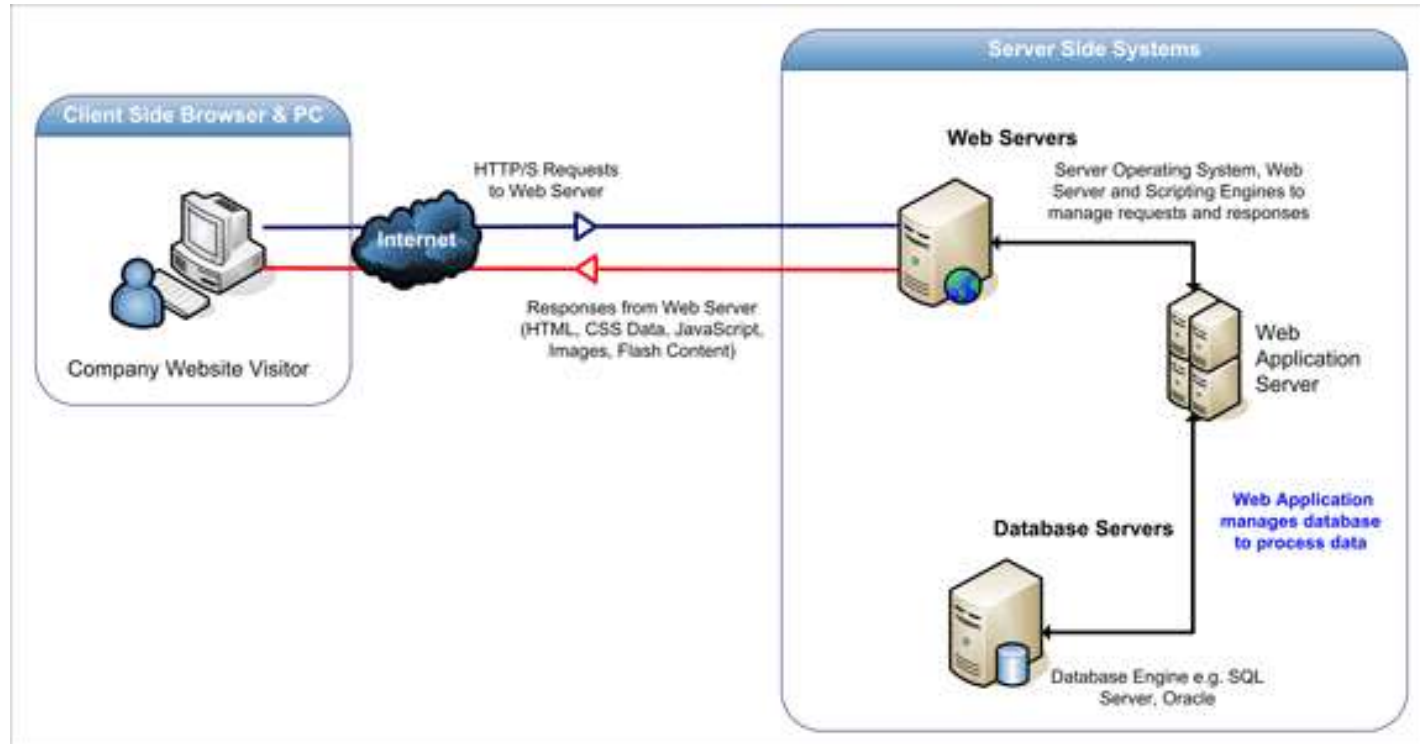 Server Side Systems
Client Side Browser & PC
Web Servers
HTTP/S Requests
to Web Server
Server Operating System, Web
Server and Scripting Engines to
manage requests and responses
Internet
Responses from Web Server
(HTML, CSS Data, JavaScript,
Images, Flash Content)
Company Website Visitor
Web
Application
Server
Web Application
manages database
to process data
Database Servers
Database Engine e.g. SQL
Server, Oracle